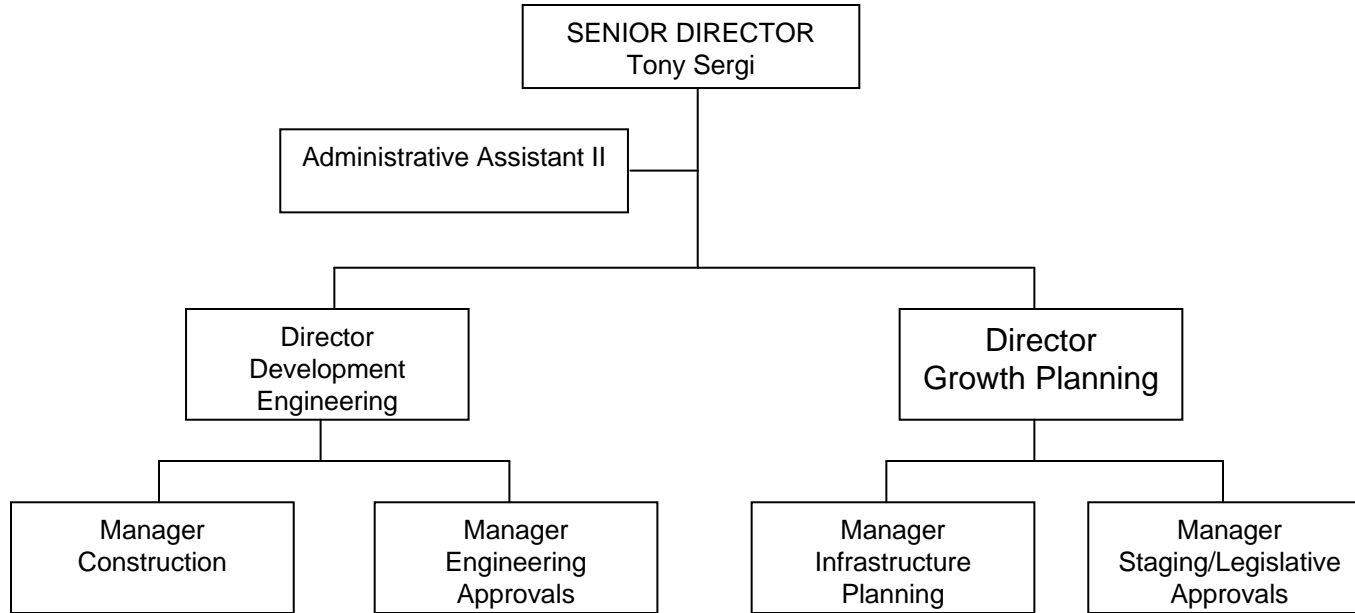 SENIOR DIRECTOR
Tony Sergi
Administrative Assistant II
Director
Development
Engineering
Director
Growth Planning
Manager
Construction
Manager
Engineering
Approvals
Manager
Infrastructure
Planning
Manager
Staging/Legislative
Approvals